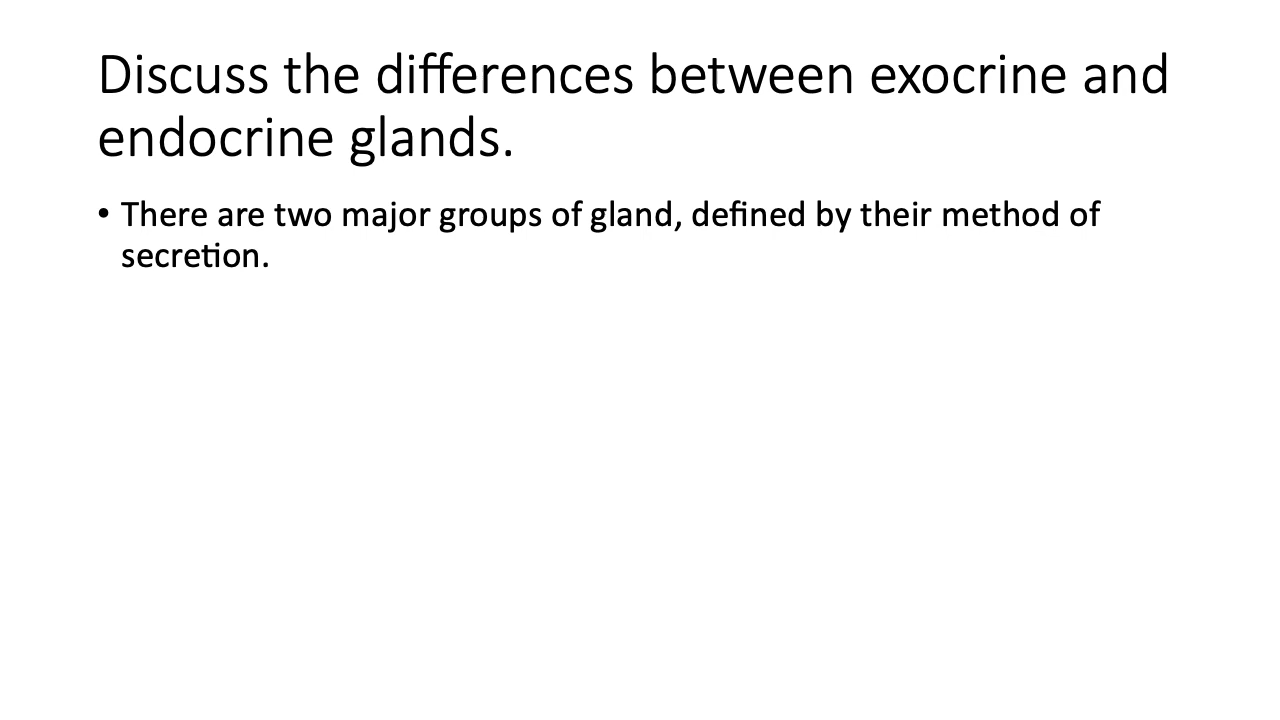 Discuss the differences between exocrine and
endocrine glands.
• There are two major groups of gland, defined by their method of
secretion.